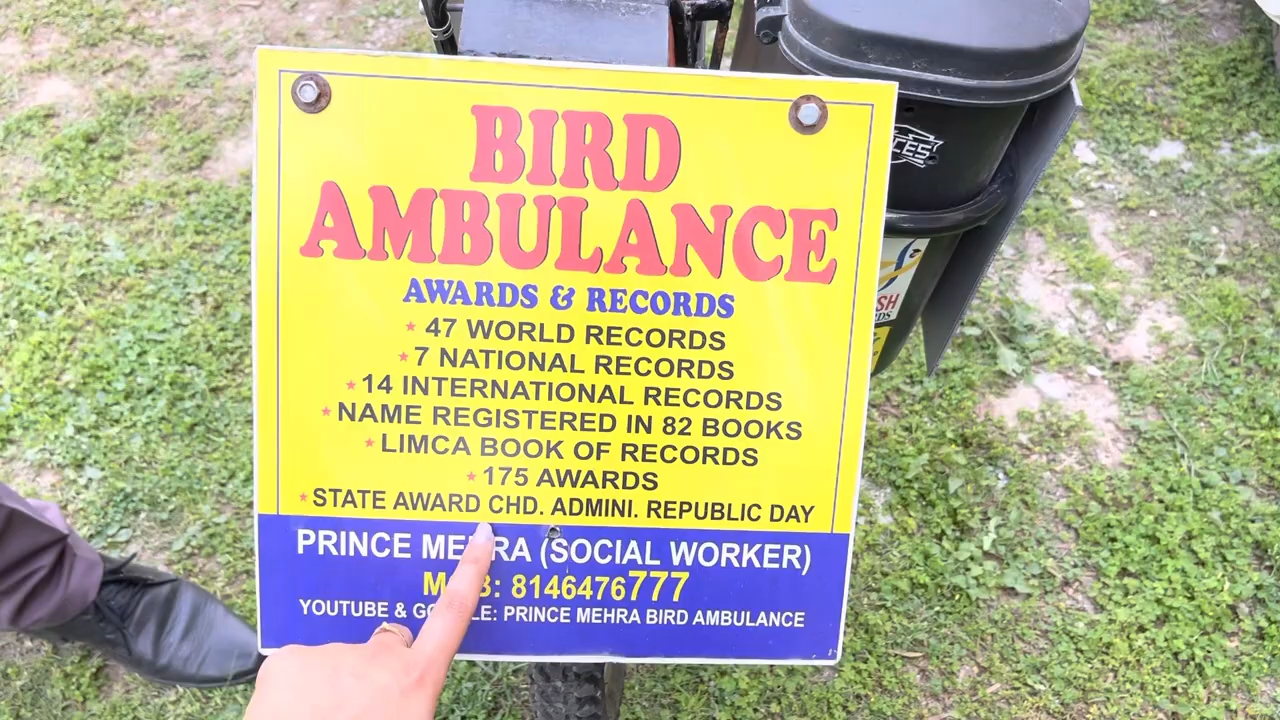 BIRD
AMBULANCE
AWARDS & RECORDS
★ 47 WORLD RECORDS
★ 7 NATIONAL RECORDS
★ 14 INTERNATIONAL RECORDS
★ NAME REGISTERED IN 82 BOOKS
★ LIMCA BOOK OF RECORDS
★ 175 AWARDS
★ STATE AWARD CHD. ADMINI. REPUBLIC DAY
PRINCE MEHRA (SOCIAL WORKER)
MOB: 8146476777
YOUTUBE & GOOGLE: PRINCE MEHRA BIRD AMBULANCE